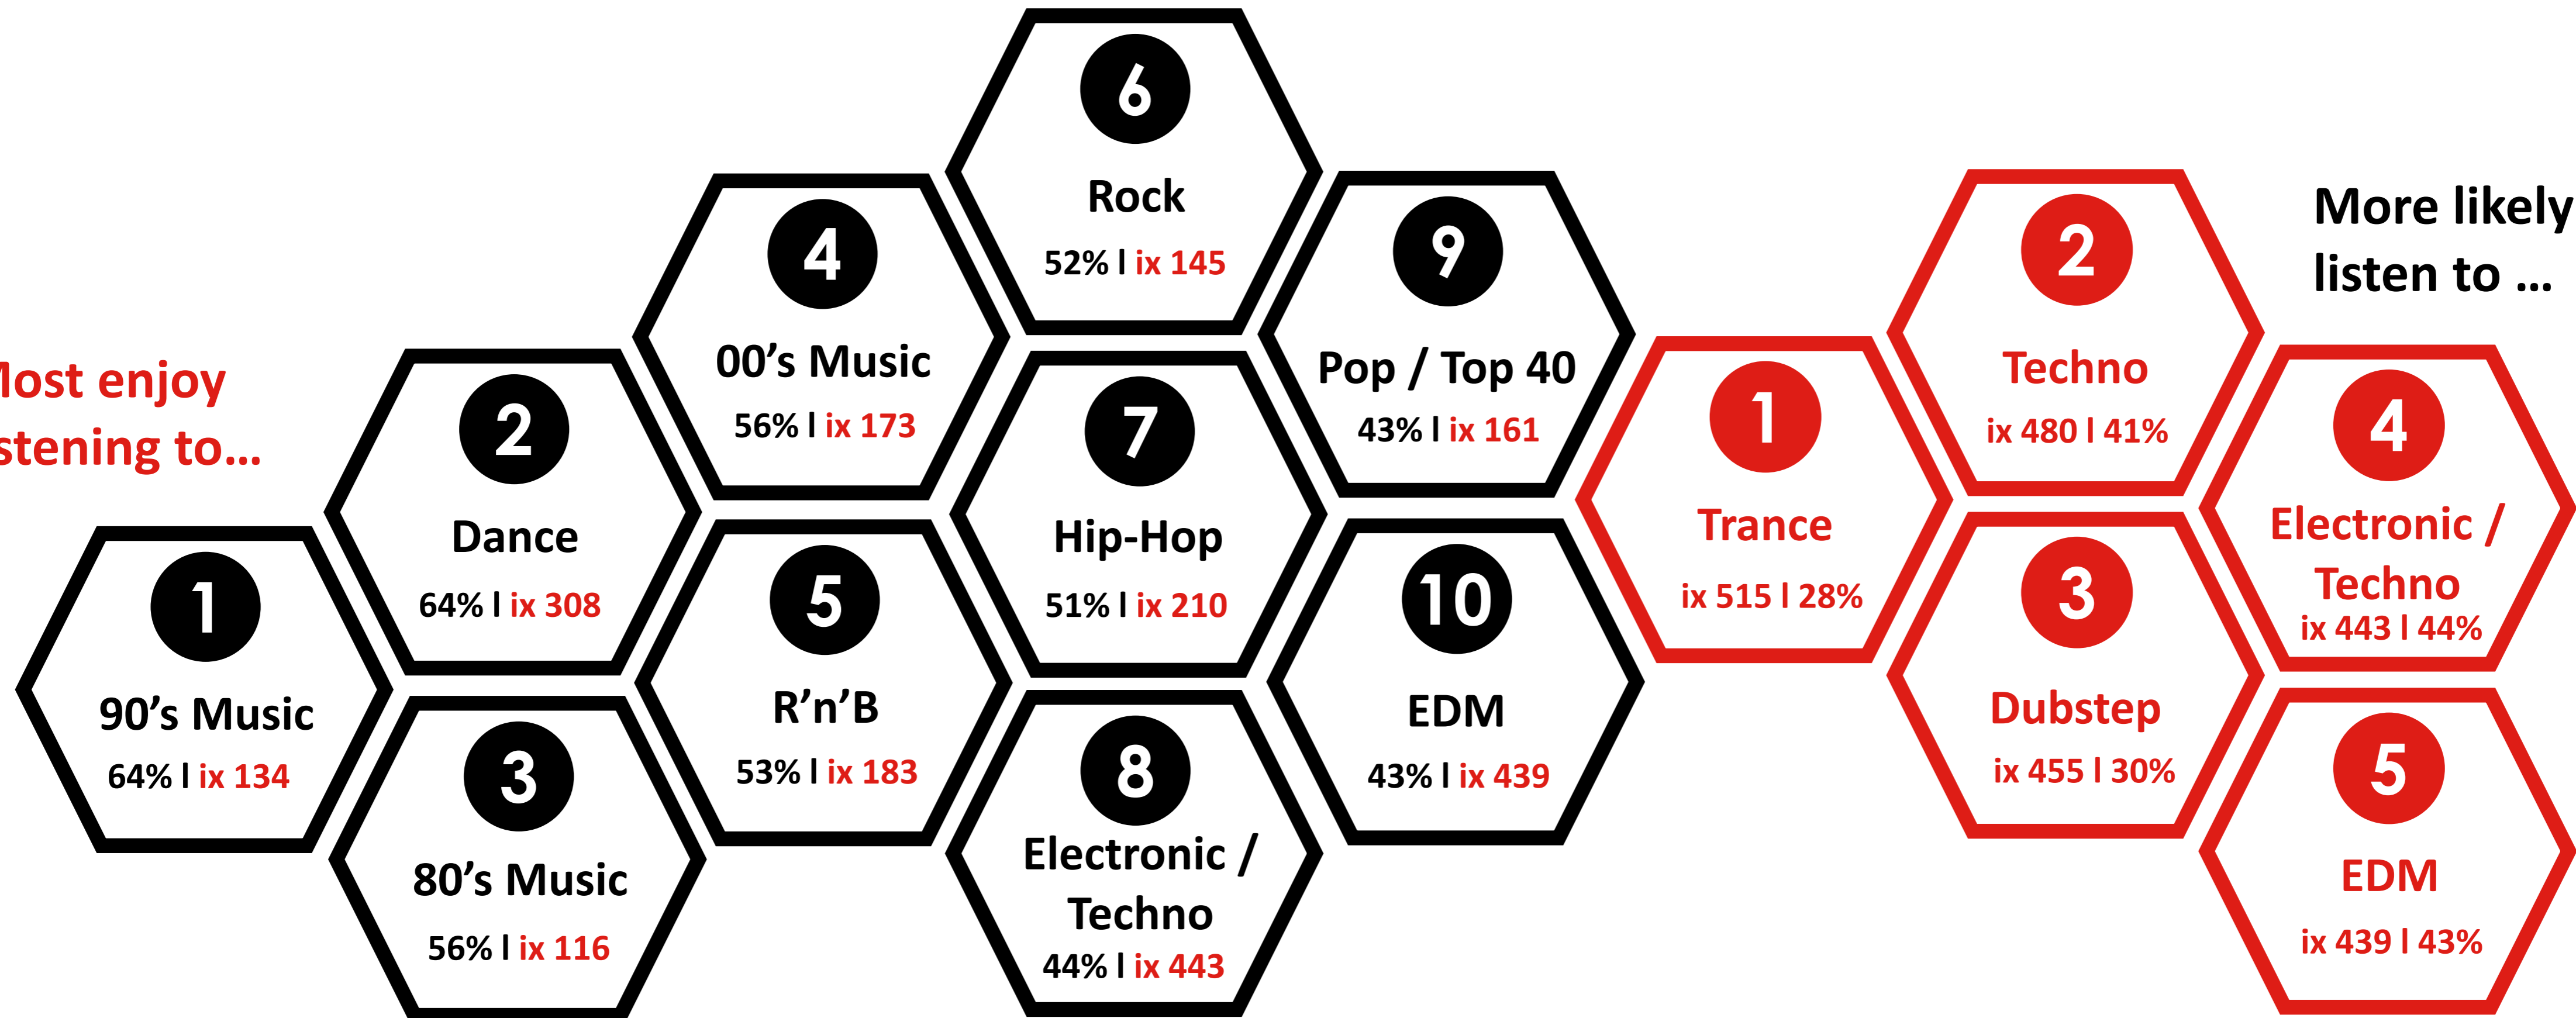 ost enjoy
stening to...
1
90's Music
64% l ix 134
2
Dance
64% l ix 308
3
80's Music
56% l ix 116
4
00's Music
56% l ix 173
5
R'n'B
53% l ix 183
6
Rock
52% l ix 145
7
Hip-Hop
51% l ix 210
8
Electronic /
Techno
44% l ix 443
9
Pop / Top 40
43% l ix 161
10
EDM
43% l ix 439
More likely
listen to ...
1
Trance
ix 515 l 28%
2
Techno
ix 480 l 41%
3
Dubstep
ix 455 l 30%
4
Electronic /
Techno
ix 443 l 44%
5
EDM
ix 439 l 43%